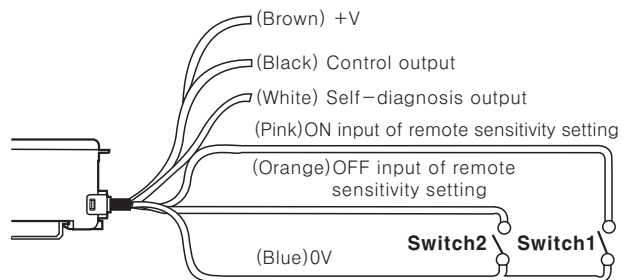 (Brown) +V
(Black) Control output
(White) Self-diagnosis output
(Pink)ON input of remote sensitivity setting
(Orange)OFF input of remote
sensitivity setting
Switch2 Switch1
(Blue)0V